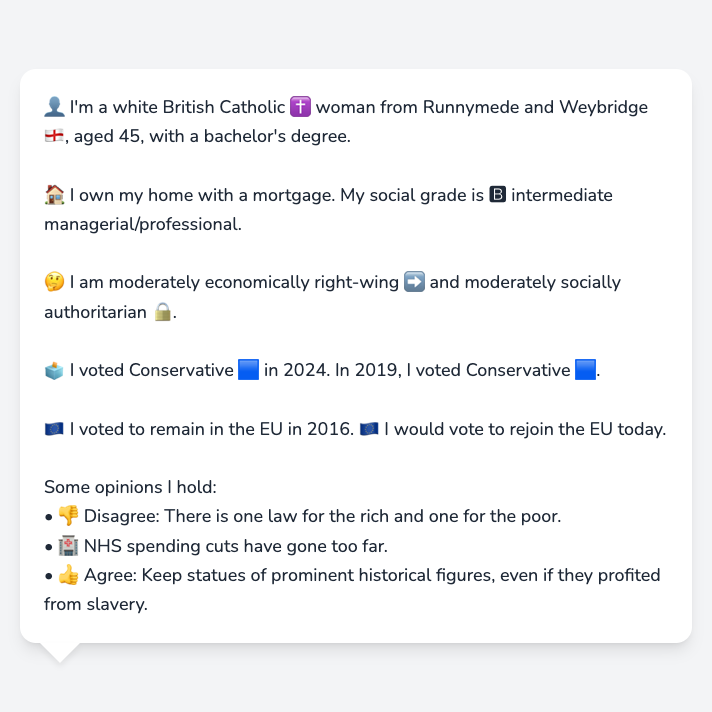 👤 I'm a white British Catholic ✝️ woman from Runnymede and Weybridge
🏴󠁧󠁢󠁥󠁮󠁧󠁿, aged 45, with a bachelor's degree.
🏠 I own my home with a mortgage. My social grade is 🅱 intermediate
managerial/professional.
🤔 I am moderately economically right-wing ➡️ and moderately socially
authoritarian 🔒.
🗳️ I voted Conservative 🟦 in 2024. In 2019, I voted Conservative 🟦.
🇪🇺 I voted to remain in the EU in 2016. 🇪🇺 I would vote to rejoin the EU today.
Some opinions I hold:
• 👎 Disagree: There is one law for the rich and one for the poor.
• 🏥 NHS spending cuts have gone too far.
• 👍 Agree: Keep statues of prominent historical figures, even if they profited
from slavery.